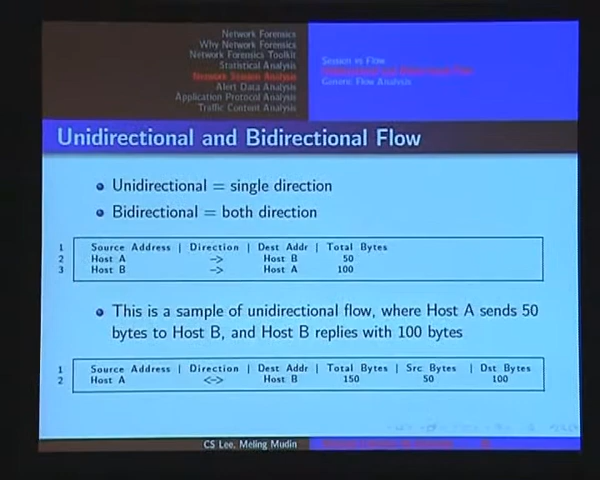 Network Forensics
Why Network Forensics
Network Forensics Toolkit
Statistical Analysis
Network Session Analysis
Alert Data Analysis
Application Protocol Analysis
Traffic Content Analysis
Session vs Flow
Unidirectional and Bidirectional Flow
Generic Flow Analysis
Unidirectional and Bidirectional Flow
Unidirectional = single direction
Bidirectional = both direction
1 Source Address | Direction | Dest Addr | Total Bytes
2 Host A -> Host B 50
3 Host B -> Host A 100
This is a sample of unidirectional flow, where Host A sends 50
bytes to Host B, and Host B replies with 100 bytes
1 Source Address | Direction | Dest Addr | Total Bytes | Src Bytes | Dst Bytes
2 Host A <-> Host B 150 50 100
CS Lee, Meling Mudin